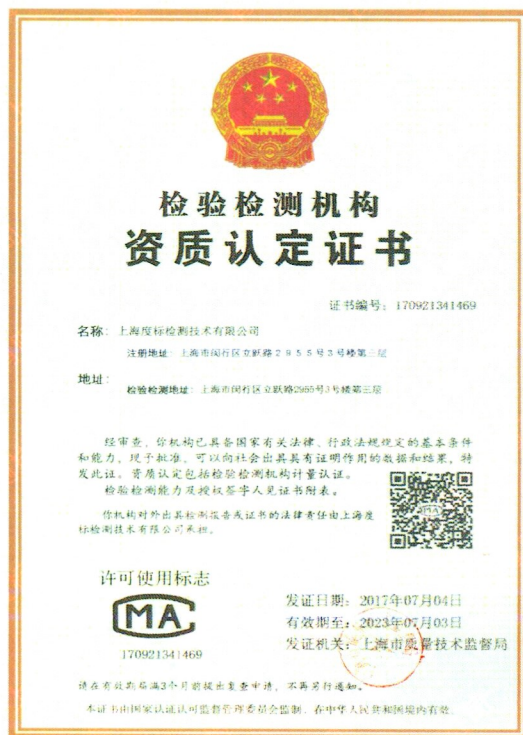 检验检测机构
资质认定证书
证书编号：170921341469
名称：上海度标检测技术有限公司
注册地址：上海市闵行区立跃路2955号3号楼第三层
地址：
检验检测地址：上海市闵行区立跃路2955号3号楼第三层
经审查，你机构已具备国家有关法律、行政法规规定的基本条件
和能力，现予批准，可以向社会出具具有证明作用的数据和结果，特
发此证。资质认定包括检验检测机构计量认证。
检验检测能力及授权签字人见证书附表。
你机构对外出具检测报告或证书的法律责任由上海度
标检测技术有限公司承担。
许可使用标志
MA
170921341469
发证日期：2017年07月04日
有效期至：2023年07月03日
发证机关：上海市质量技术监督局
请在有效期届满3个月前提出复查申请，不再另行通知。
本证书由国家认证认可监督管理委员会监制，在中华人民共和国境内有效。